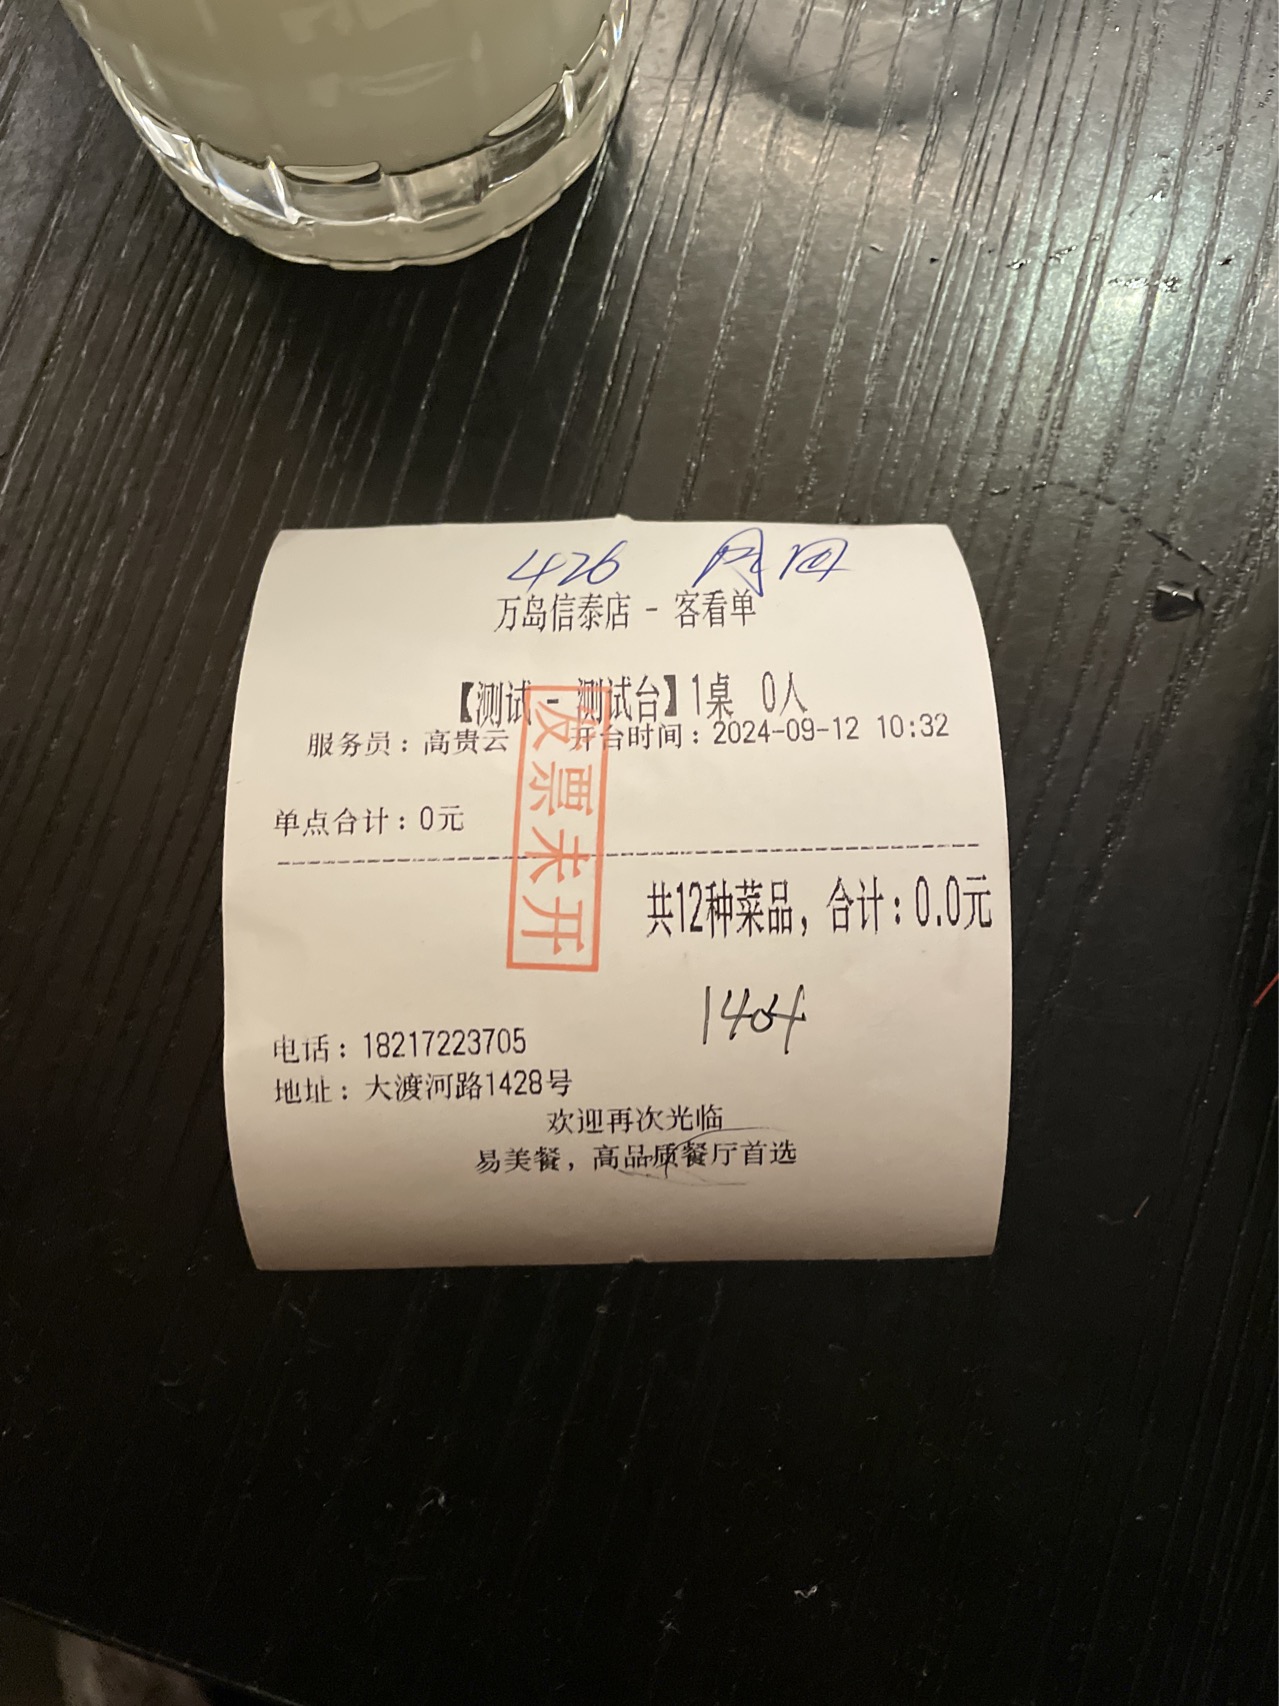 426
万岛信泰店 - 客看单
【测试 - 测试台】1桌 0人
服务员：高贵云 开台时间：2024-09-12 10:32
发票未开
单点合计：0元
共12种菜品，合计：0.0元
1404
电话：18217223705
地址：大渡河路1428号
欢迎再次光临
易美餐，高品质餐厅首选